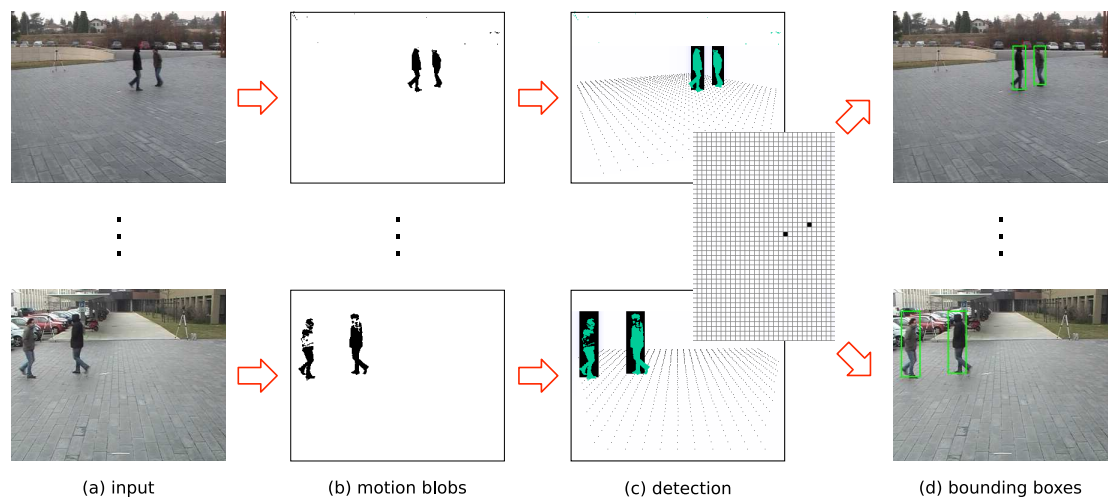 (a) input
(b) motion blobs
(c) detection
(d) bounding boxes